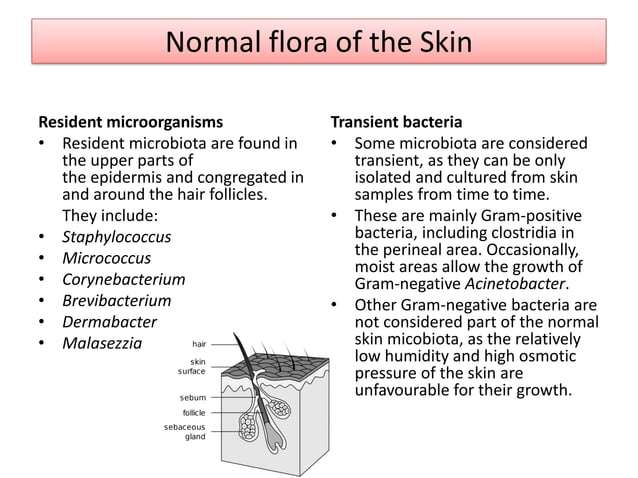 Normal flora of the Skin
Resident microorganisms
• Resident microbiota are found in
the upper parts of
the epidermis and congregated in
and around the hair follicles.
They include:
• Staphylococcus
• Micrococcus
• Corynebacterium
• Brevibacterium
• Dermabacter
• Malasezzia
hair
skin
surface
sebum
follicle
sebaceous
gland
Transient bacteria
• Some microbiota are considered
transient, as they can be only
isolated and cultured from skin
samples from time to time.
• These are mainly Gram-positive
bacteria, including clostridia in
the perineal area. Occasionally,
moist areas allow the growth of
Gram-negative Acinetobacter.
• Other Gram-negative bacteria are
not considered part of the normal
skin micobiota, as the relatively
low humidity and high osmotic
pressure of the skin are
unfavourable for their growth.